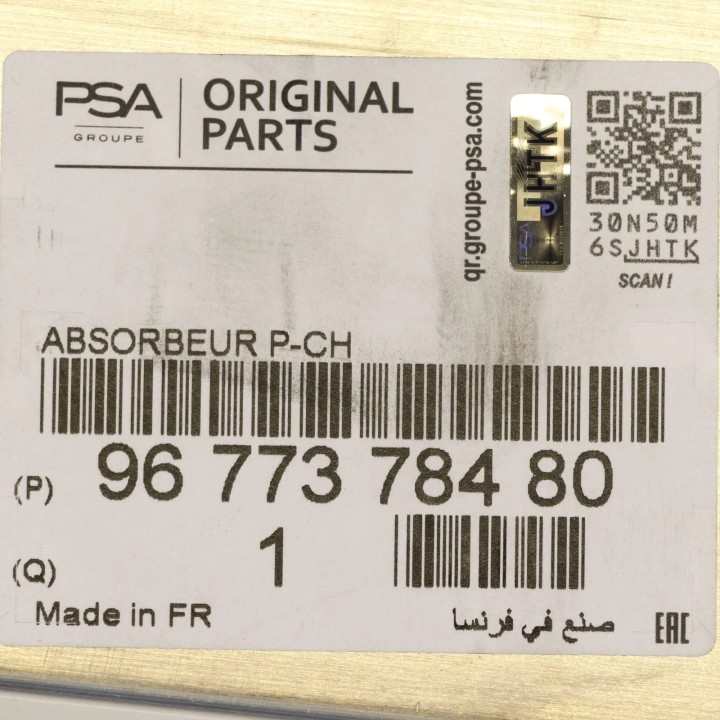 PSA
GROUPE
ORIGINAL
PARTS
qr.groupe-psa.com
JHTK
PSA
30N50M
6SJHTK
SCAN!
ABSORBEUR P-CH
(P) 96 773 784 80
(Q) 1
Made in FR
صنع في فرنسا
EAC